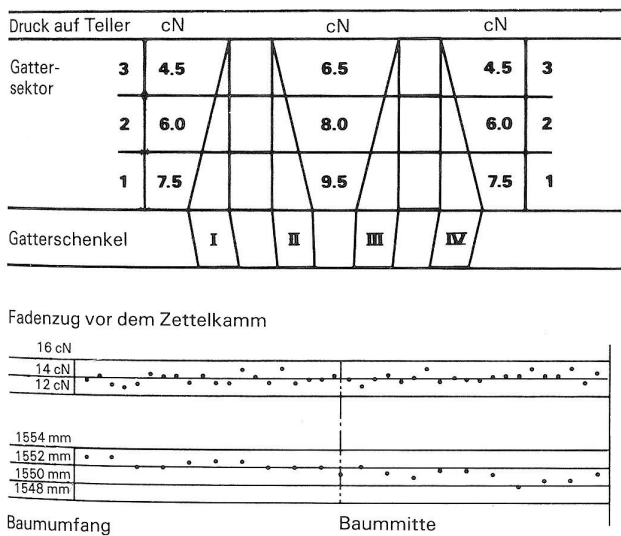 Druck auf Teller cN cN cN
Gatter- 3 4.5 6.5 4.5 3
sektor
2 6.0 8.0 6.0 2
1 7.5 9.5 7.5 1
Gatterschenkel I II III IV
Fadenzug vor dem Zettelkamm
16 cN
14 cN
12 cN
1554 mm
1552 mm
1550 mm
1548 mm
Baumumfang Baummitte